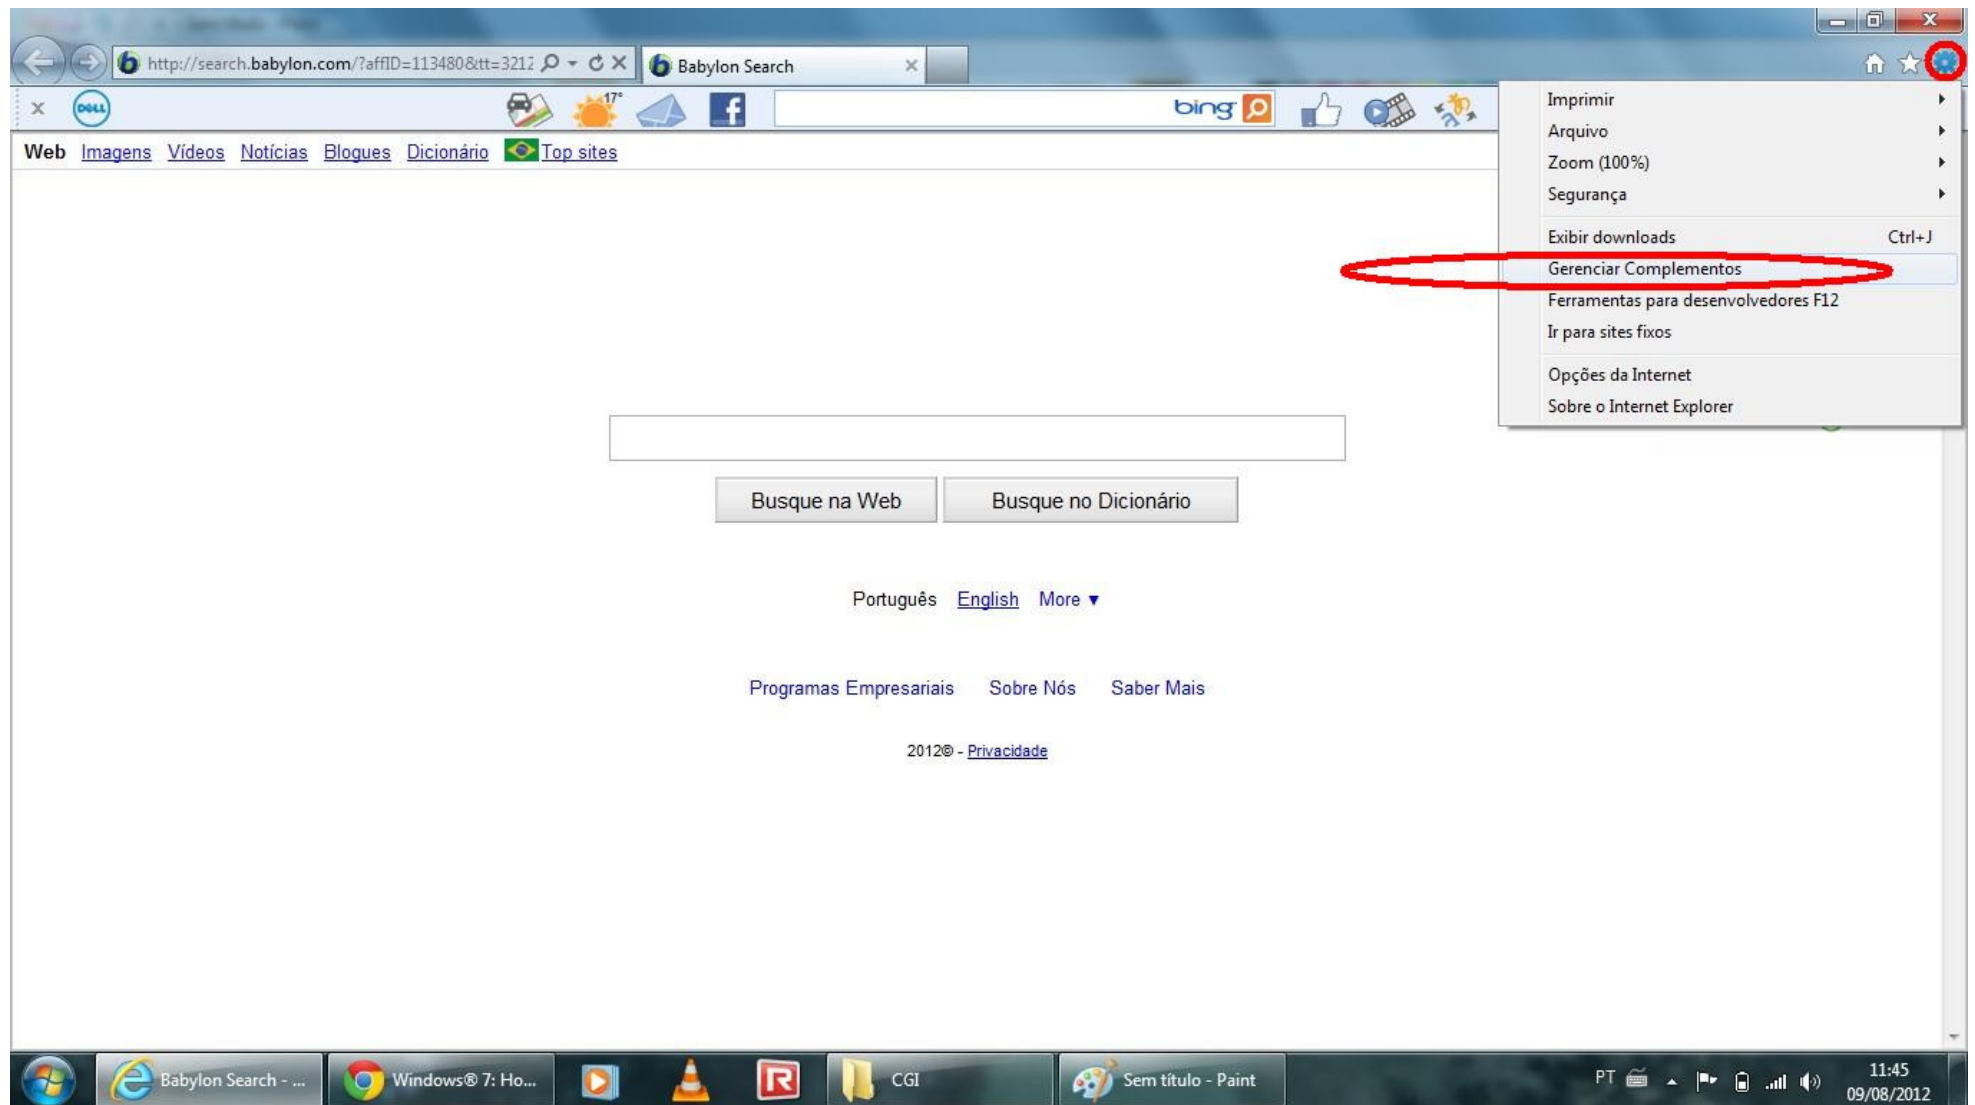 http://search.babylon.com/?affID=113480&tt=3212
Babylon Search
DELL
17°
bing
Web Imagens Vídeos Notícias Blogues Dicionário Top sites
Imprimir
Arquivo
Zoom (100%)
Segurança
Exibir downloads Ctrl+J
Gerenciar Complementos
Ferramentas para desenvolvedores F12
Ir para sites fixos
Opções da Internet
Sobre o Internet Explorer
Busque na Web Busque no Dicionário
Português English More ▼
Programas Empresariais Sobre Nós Saber Mais
2012© - Privacidade
Babylon Search - ... Windows® 7: Ho... CGI Sem título - Paint PT 11:45
09/08/2012